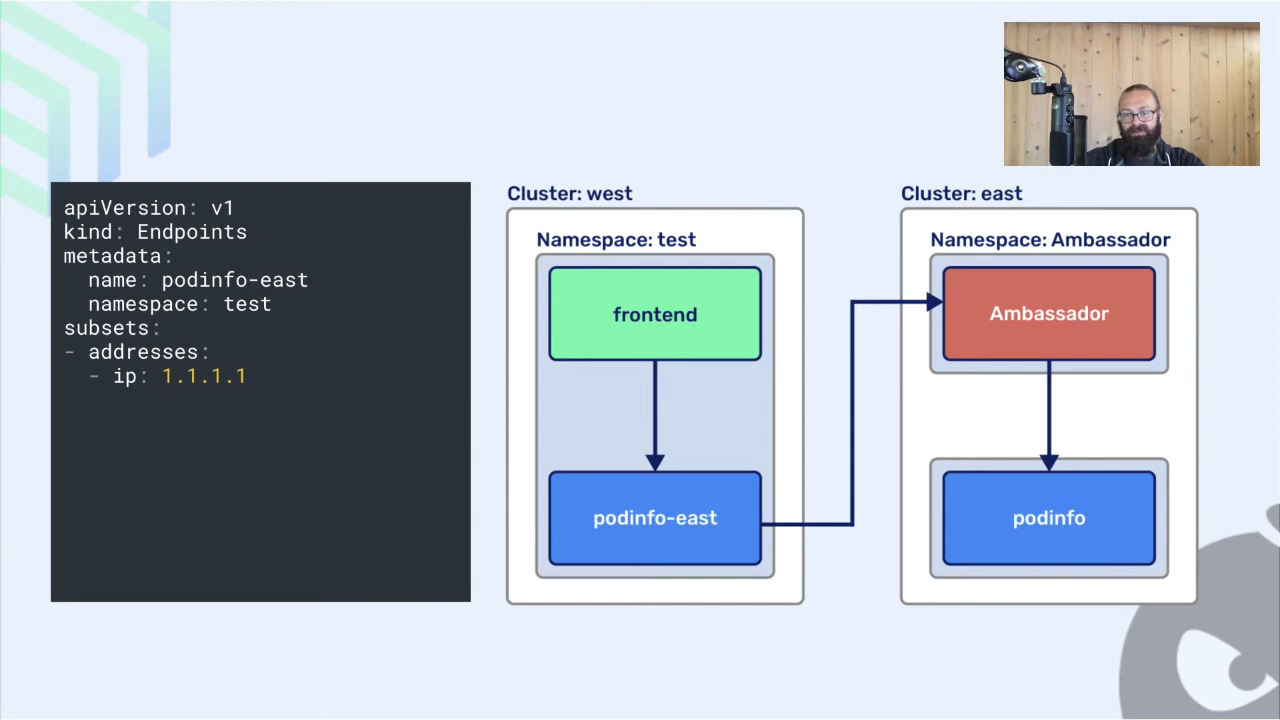 apiVersion: v1
kind: Endpoints
metadata:
  name: podinfo-east
  namespace: test
subsets:
- addresses:
  - ip: 1.1.1.1
Cluster: west
Namespace: test
frontend
podinfo-east
Cluster: east
Namespace: Ambassador
Ambassador
podinfo